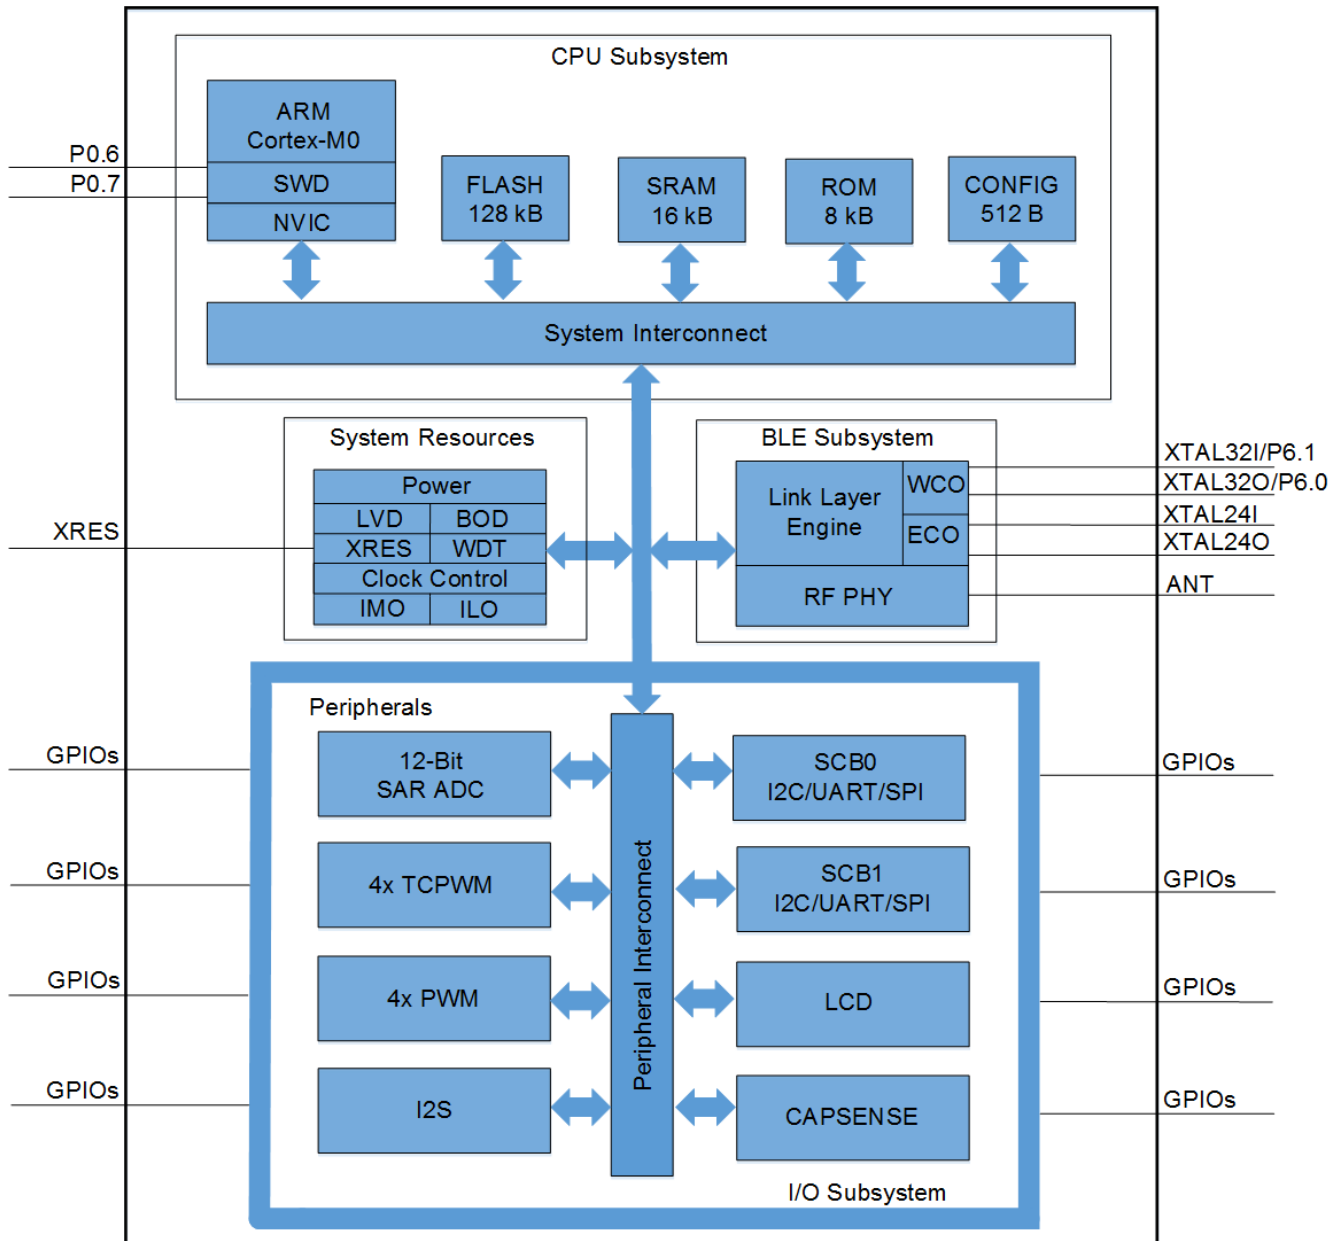 CPU Subsystem
ARM
Cortex-M0
SWD
NVIC
P0.6
P0.7
FLASH
128 kB
SRAM
16 kB
ROM
8 kB
CONFIG
512 B
System Interconnect
System Resources
Power
LVD
BOD
XRES
WDT
Clock Control
IMO
ILO
XRES
BLE Subsystem
Link Layer
Engine
WCO
ECO
RF PHY
XTAL32I/P6.1
XTAL32O/P6.0
XTAL24I
XTAL24O
ANT
Peripherals
GPIOs
12-Bit
SAR ADC
GPIOs
4x TCPWM
GPIOs
4x PWM
GPIOs
I2S
Peripheral Interconnect
SCB0
I2C/UART/SPI
GPIOs
SCB1
I2C/UART/SPI
GPIOs
LCD
GPIOs
CAPSENSE
GPIOs
I/O Subsystem